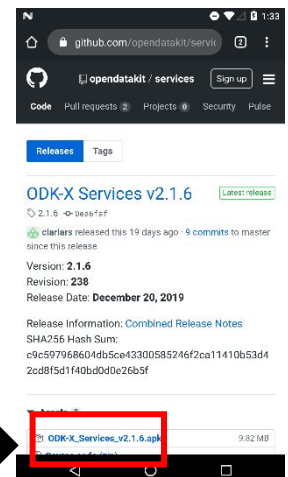 1:33
github.com/opendatakit/servic 2
opendatakit / services Sign up
Code Pull requests 2 Projects 0 Security Pulse
Releases Tags
ODK-X Services v2.1.6 Latest release
2.1.6 0ea6faf
clarlars released this 19 days ago · 9 commits to master
since this release
Version: 2.1.6
Revision: 238
Release Date: December 20, 2019
Release Information: Combined Release Notes
SHA256 Hash Sum:
c9c597968604db5ce43300585246f2ca11410b53d4
2cd8f5d1f40bd0d0e26b5f
Assets 3
ODK-X_Services_v2.1.6.apk 9.82 MB